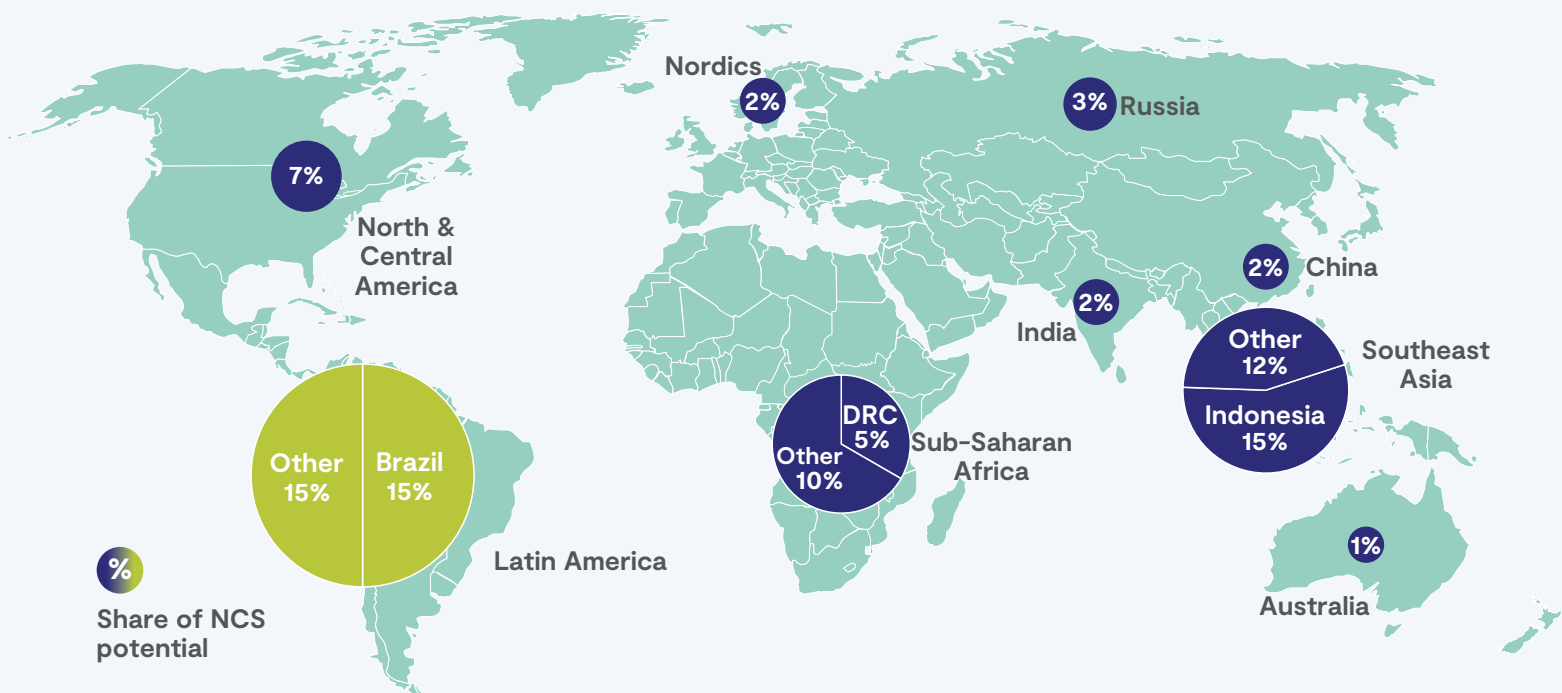 Nordics
2%
3%
Russia
7%
North &
Central
America
2%
China
2%
India
Other
12%
Indonesia
15%
Southeast
Asia
Other
15%
Brazil
15%
Latin America
DRC
5%
Other
10%
Sub-Saharan
Africa
1%
Australia
%
Share of NCS
potential